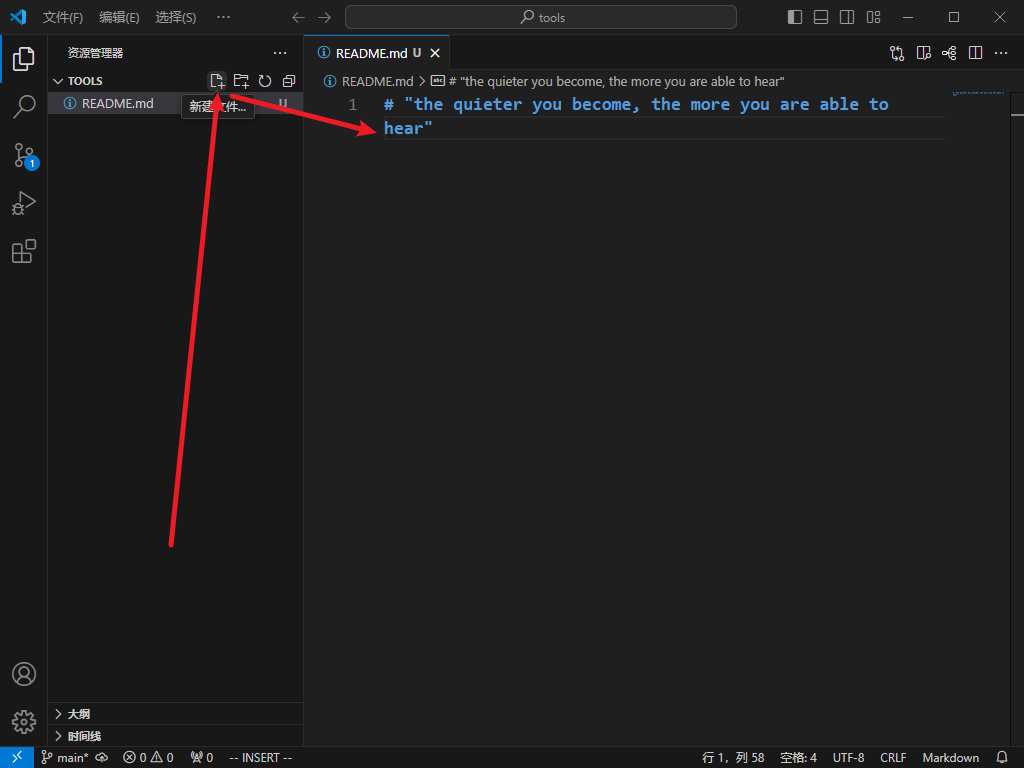 文件(F) 编辑(E) 选择(S) ··· tools
资源管理器 ···
TOOLS
README.md U
新建文件...
README.md U
README.md > # "the quieter you become, the more you are able to hear"
1 # "the quieter you become, the more you are able to
hear"
1
大纲
时间线
main* 0 0 0 -- INSERT -- 行 1，列 58 空格: 4 UTF-8 CRLF Markdown